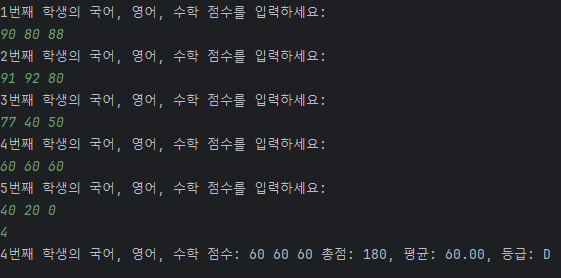 1번째 학생의 국어, 영어, 수학 점수를 입력하세요:
90 80 88
2번째 학생의 국어, 영어, 수학 점수를 입력하세요:
91 92 80
3번째 학생의 국어, 영어, 수학 점수를 입력하세요:
77 40 50
4번째 학생의 국어, 영어, 수학 점수를 입력하세요:
60 60 60
5번째 학생의 국어, 영어, 수학 점수를 입력하세요:
40 20 0
4
4번째 학생의 국어, 영어, 수학 점수: 60 60 60 총점: 180, 평균: 60.00, 등급: D